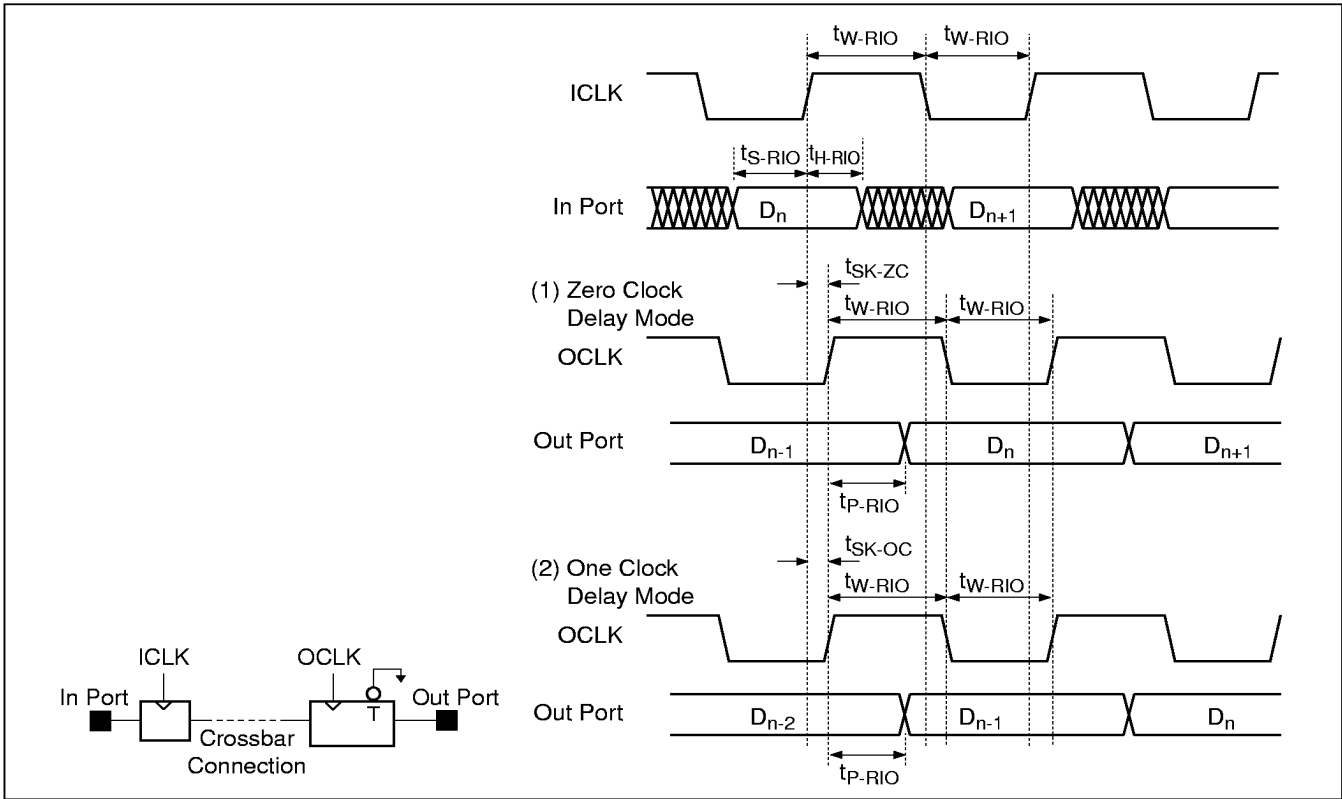 tW-RIO tW-RIO
ICLK
tS-RIO tH-RIO
In Port Dn Dn+1
tSK-ZC
(1) Zero Clock
Delay Mode
tW-RIO tW-RIO
OCLK
Out Port Dn-1 Dn Dn+1
tP-RIO
tSK-OC
(2) One Clock
Delay Mode
tW-RIO tW-RIO
OCLK
Out Port Dn-2 Dn-1 Dn
tP-RIO
ICLK OCLK
In Port T Out Port
Crossbar
Connection